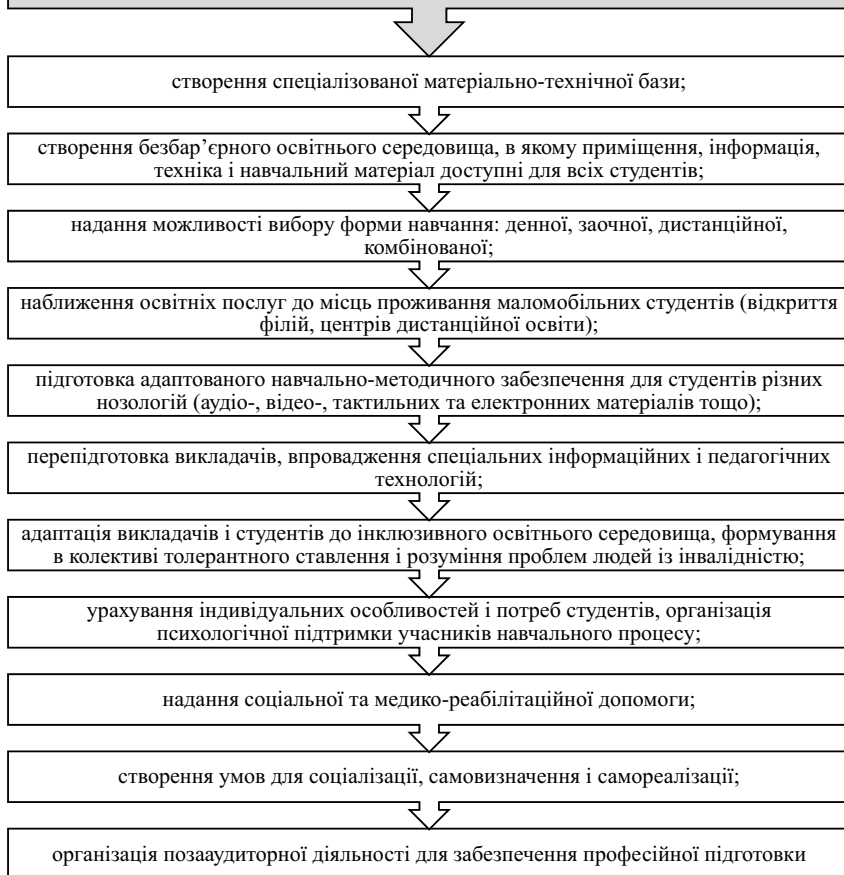 створення спеціалізованої матеріально-технічної бази;
створення безбар’єрного освітнього середовища, в якому приміщення, інформація,
техніка і навчальний матеріал доступні для всіх студентів;
надання можливості вибору форми навчання: денної, заочної, дистанційної,
комбінованої;
наближення освітніх послуг до місць проживання маломобільних студентів (відкриття
філій, центрів дистанційної освіти);
підготовка адаптованого навчально-методичного забезпечення для студентів різних
нозологій (аудіо-, відео-, тактильних та електронних матеріалів тощо);
перепідготовка викладачів, впровадження спеціальних інформаційних і педагогічних
технологій;
адаптація викладачів і студентів до інклюзивного освітнього середовища, формування
в колективі толерантного ставлення і розуміння проблем людей із інвалідністю;
урахування індивідуальних особливостей і потреб студентів, організація
психологічної підтримки учасників навчального процесу;
надання соціальної та медико-реабілітаційної допомоги;
створення умов для соціалізації, самовизначення і самореалізації;
організація позааудиторної діяльності для забезпечення професійної підготовки